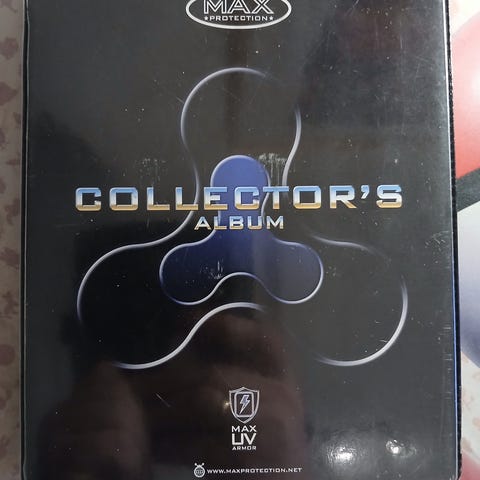 MAX
★PROTECTION★
COLLECTOR'S
ALBUM
MAX
UV
ARMOR
WWW.MAXPROTECTION.NET